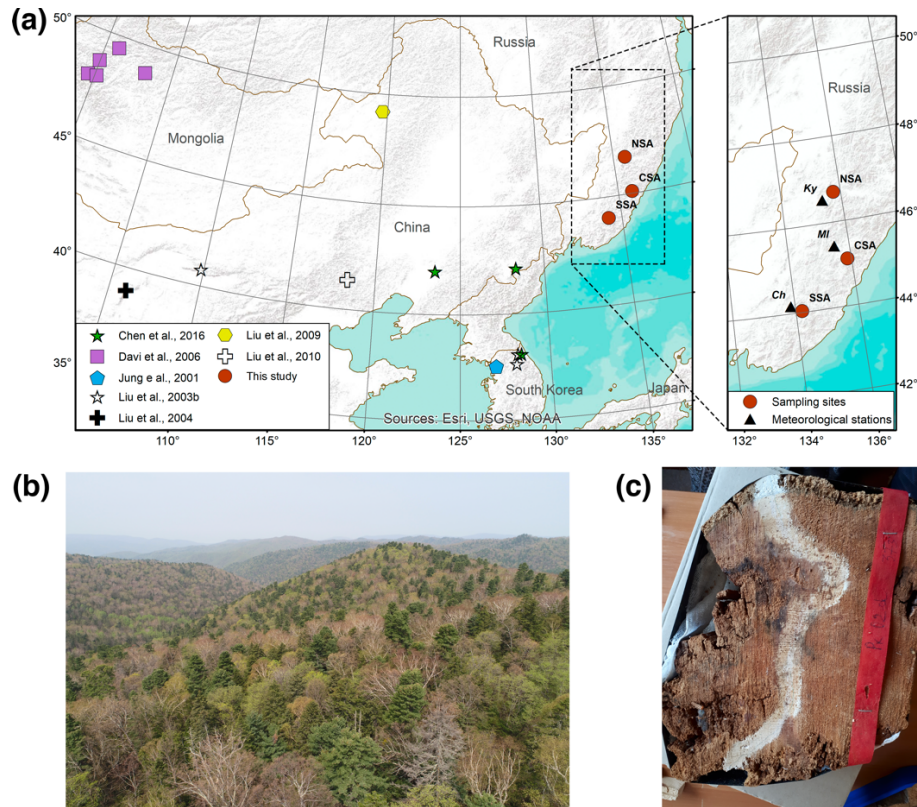 (a)
50°
45°
40°
35°
110°
115°
120°
125°
130°
135°
Russia
Mongolia
China
South Korea
Japan
NSA
CSA
SSA
Chen et al., 2016
Davi et al., 2006
Jung e al., 2001
Liu et al., 2003b
Liu et al., 2004
Liu et al., 2009
Liu et al., 2010
This study
Sources: Esri, USGS, NOAA
50°
48°
46°
44°
42°
Russia
Ky
NSA
Ml
CSA
Ch
SSA
Sampling sites
Meteorological stations
132°
134°
136°
(b)
(c)